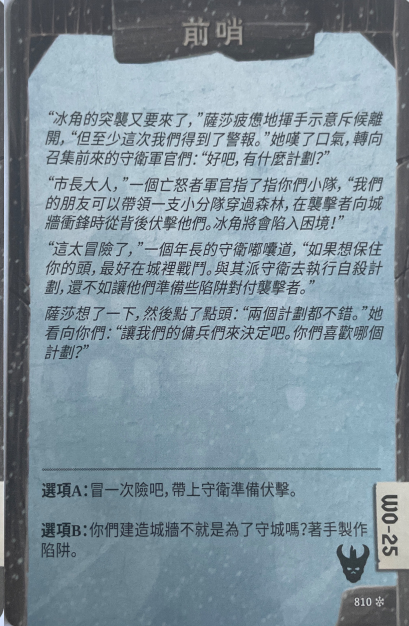 前哨
“冰角的突襲又要來了，”薩莎疲憊地揮手示意斥候離
開，“但至少這次我們得到了警報。”她嘆了口氣，轉向
召集前來的守衛軍官們：“好吧，有什麼計劃？”
“市長大人，”一個亡怒者軍官指了指你們小隊，“我們
的朋友可以帶領一支小分隊穿過森林，在襲擊者向城
牆衝鋒時從背後伏擊他們。冰角將會陷入困境！”
“這太冒險了，”一個年長的守衛嘟囔道，“如果想保住
你的頭，最好在城裡戰鬥。與其派守衛去執行自殺計
劃，還不如讓他們準備些陷阱對付襲擊者。”
薩莎想了一下，然後點了點頭：“兩個計劃都不錯。”她
看向你們：“讓我們的傭兵們來決定吧。你們喜歡哪個
計劃？”
選項A：冒一次險吧，帶上守衛準備伏擊。
選項B：你們建造城牆不就是為了守城嗎？著手製作
陷阱。
WO-25
810